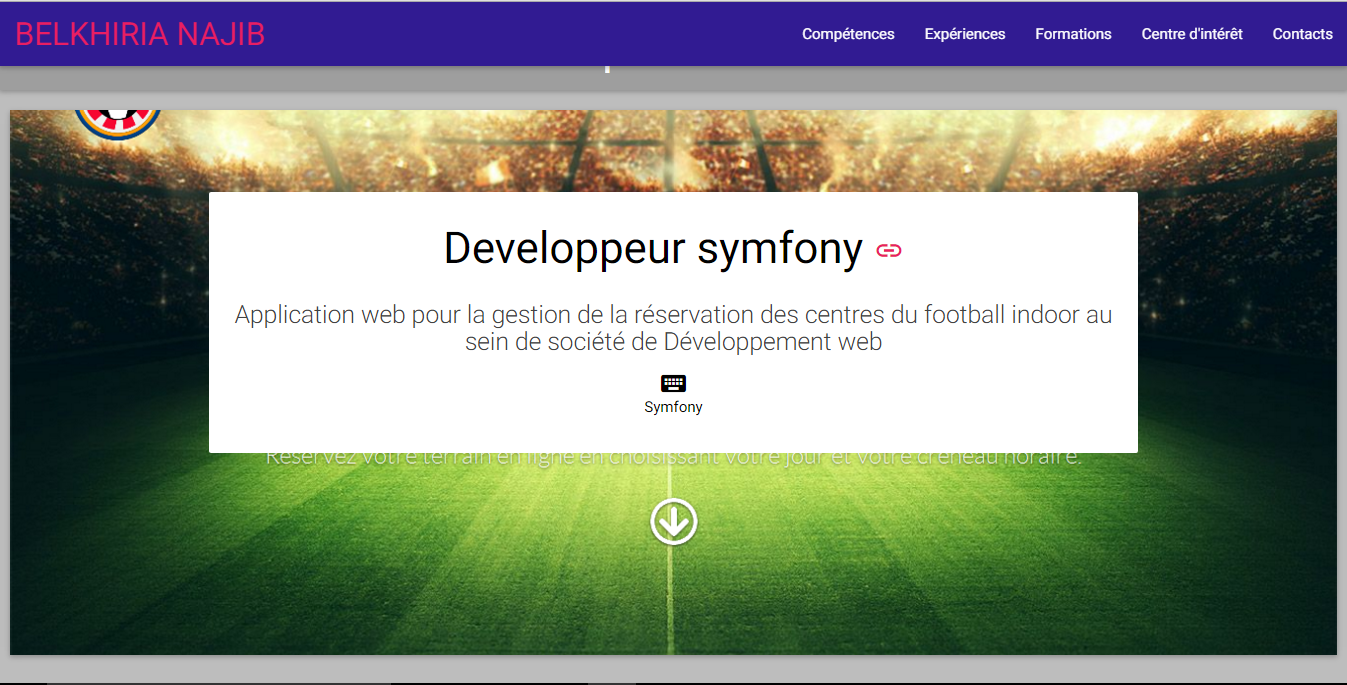 BELKHIRIA NAJIB
Compétences Expériences Formations Centre d'intérêt Contacts
Developpeur symfony
Application web pour la gestion de la réservation des centres du football indoor au
sein de société de Développement web
Symfony
Réservez votre terrain en ligne en choisissant votre jour et votre créneau horaire.